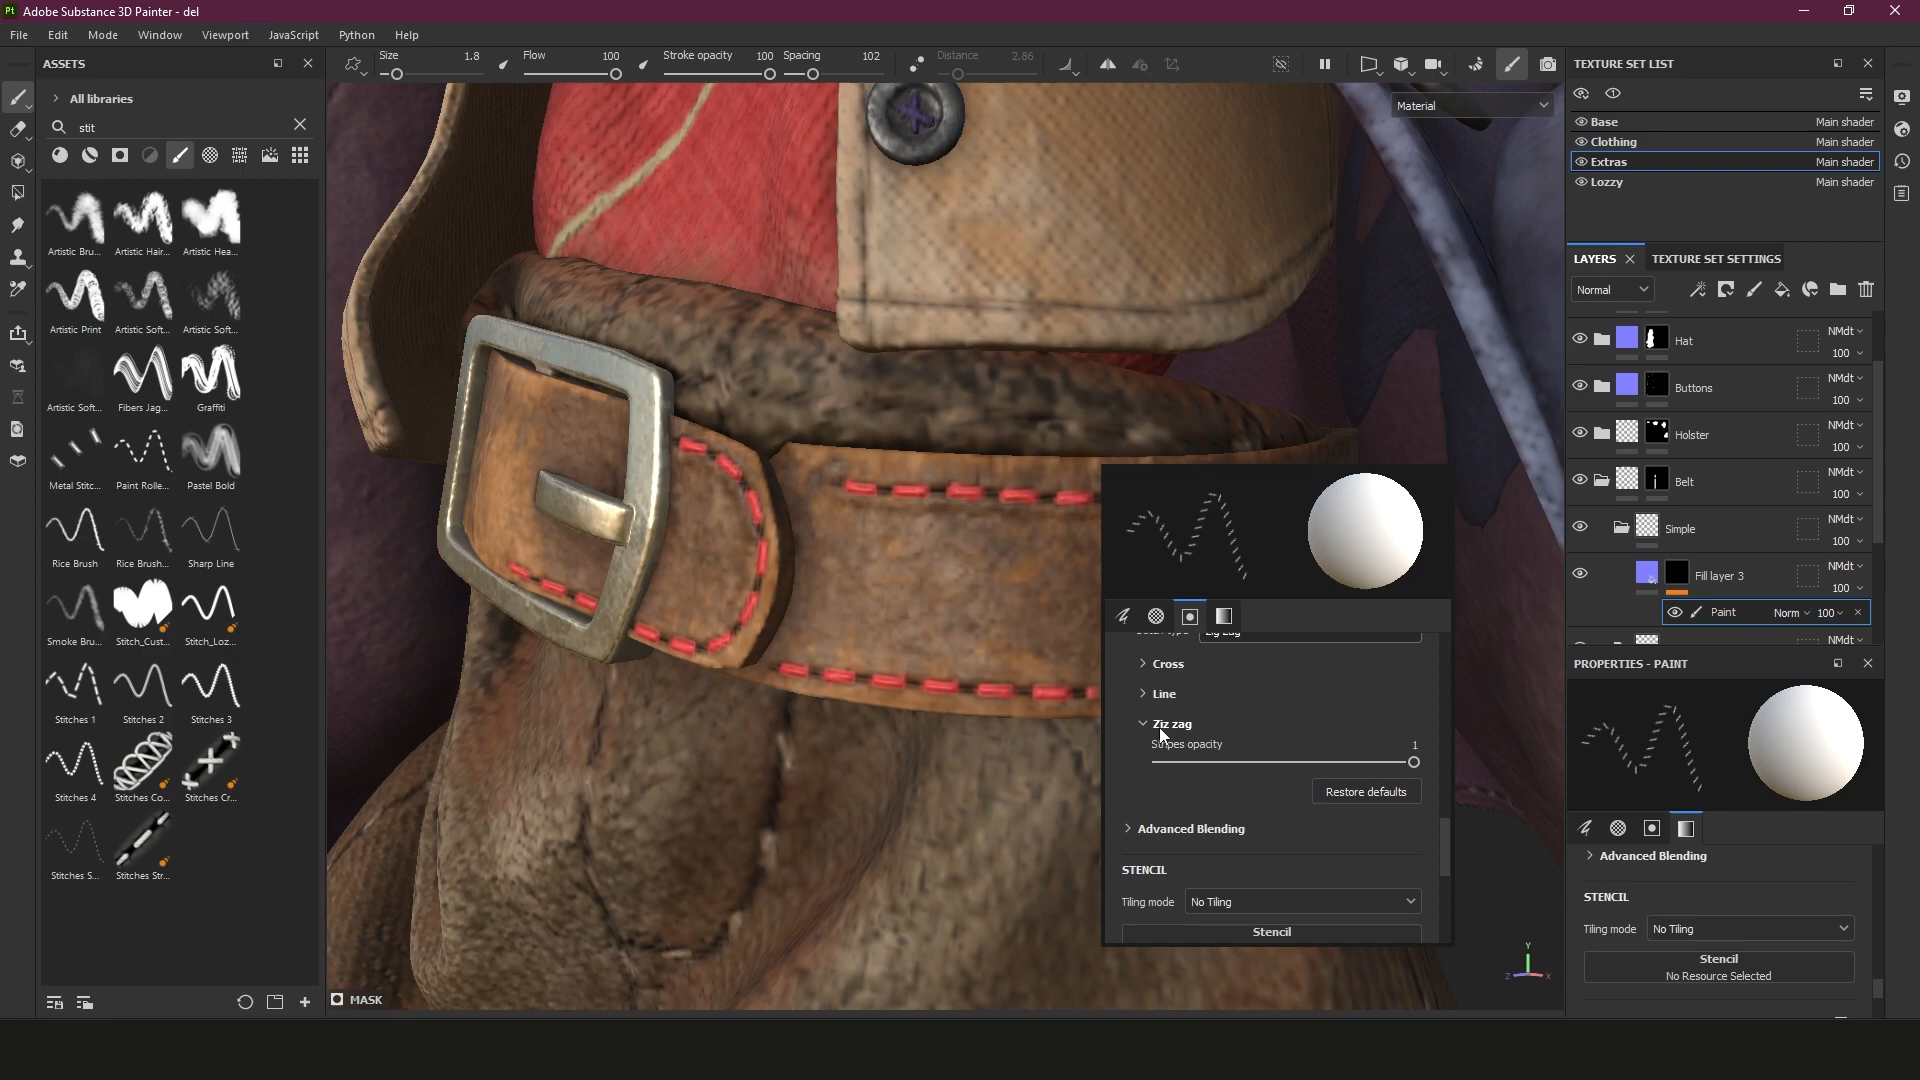 Pt Adobe Substance 3D Painter - del
File Edit Mode Window Viewport JavaScript Python Help
ASSETS
All libraries
stit
Artistic Bru...
Artistic Hair...
Artistic Hea...
Artistic Print
Artistic Soft...
Artistic Soft...
Artistic Soft...
Fibers Jag...
Graffiti
Metal Stitc...
Paint Rolle...
Pastel Bold
Rice Brush
Rice Brush...
Sharp Line
Smoke Bru...
Stitch_Cust...
Stitch_Loz...
Stitches 1
Stitches 2
Stitches 3
Stitches 4
Stitches Co...
Stitches Cr...
Stitches S...
Stitches Str...
Size 1.8
Flow 100
Stroke opacity 100
Spacing 102
Distance 2.86
Material
MASK
Cross
Line
Ziz zag
Stripes opacity 1
Restore defaults
Advanced Blending
STENCIL
Tiling mode No Tiling
Stencil
Y
Z X
TEXTURE SET LIST
Base Main shader
Clothing Main shader
Extras Main shader
Lozzy Main shader
LAYERS TEXTURE SET SETTINGS
Normal
Hat NMdt 100
Buttons NMdt 100
Holster NMdt 100
Belt NMdt 100
Simple NMdt 100
Fill layer 3 NMdt 100
Paint Norm 100
NMdt
PROPERTIES - PAINT
Advanced Blending
STENCIL
Tiling mode No Tiling
Stencil
No Resource Selected